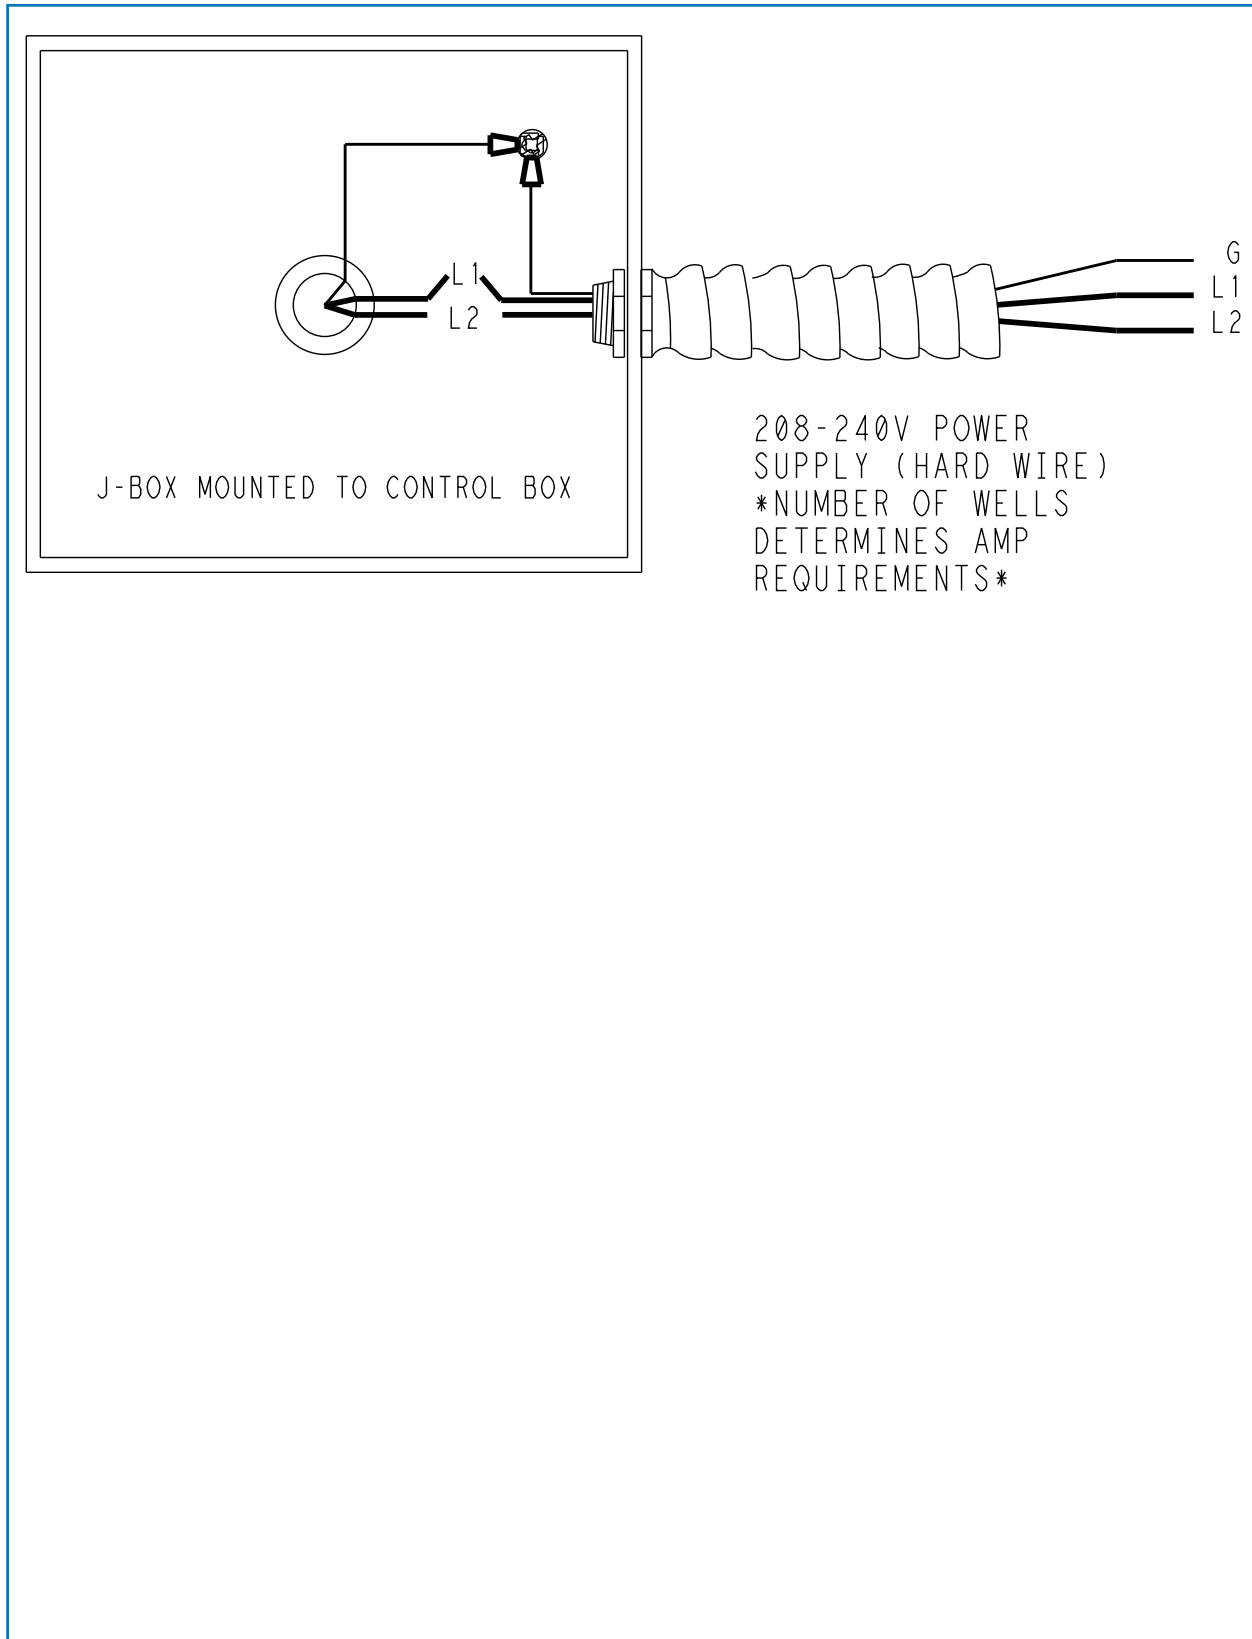 G
L1
L1
L2
L2
208-240V POWER
SUPPLY (HARD WIRE)
*NUMBER OF WELLS
DETERMINES AMP
REQUIREMENTS*
J-BOX MOUNTED TO CONTROL BOX